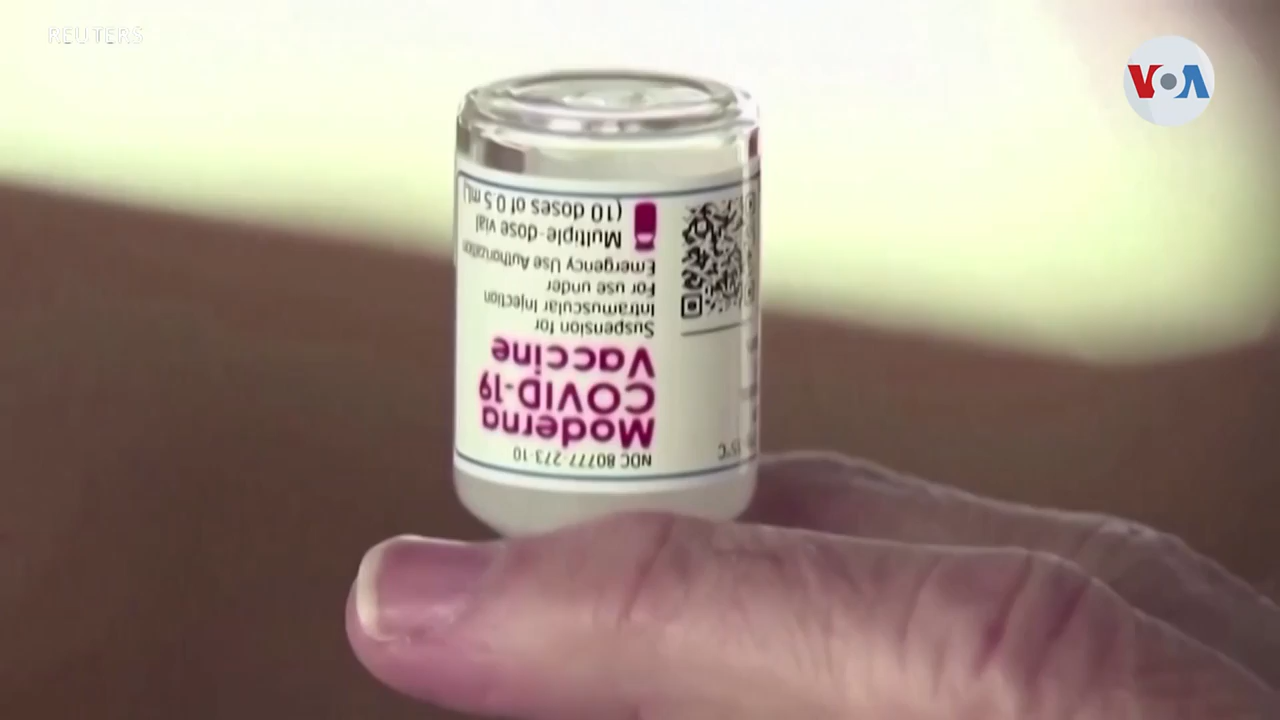 REUTERS
VOA
NDC 80777-273-10
Moderna
COVID-19
Vaccine
Suspension for
Intramuscular Injection
For use under
Emergency Use Authorization
Multiple-dose vial
(10 doses of 0.5 mL)